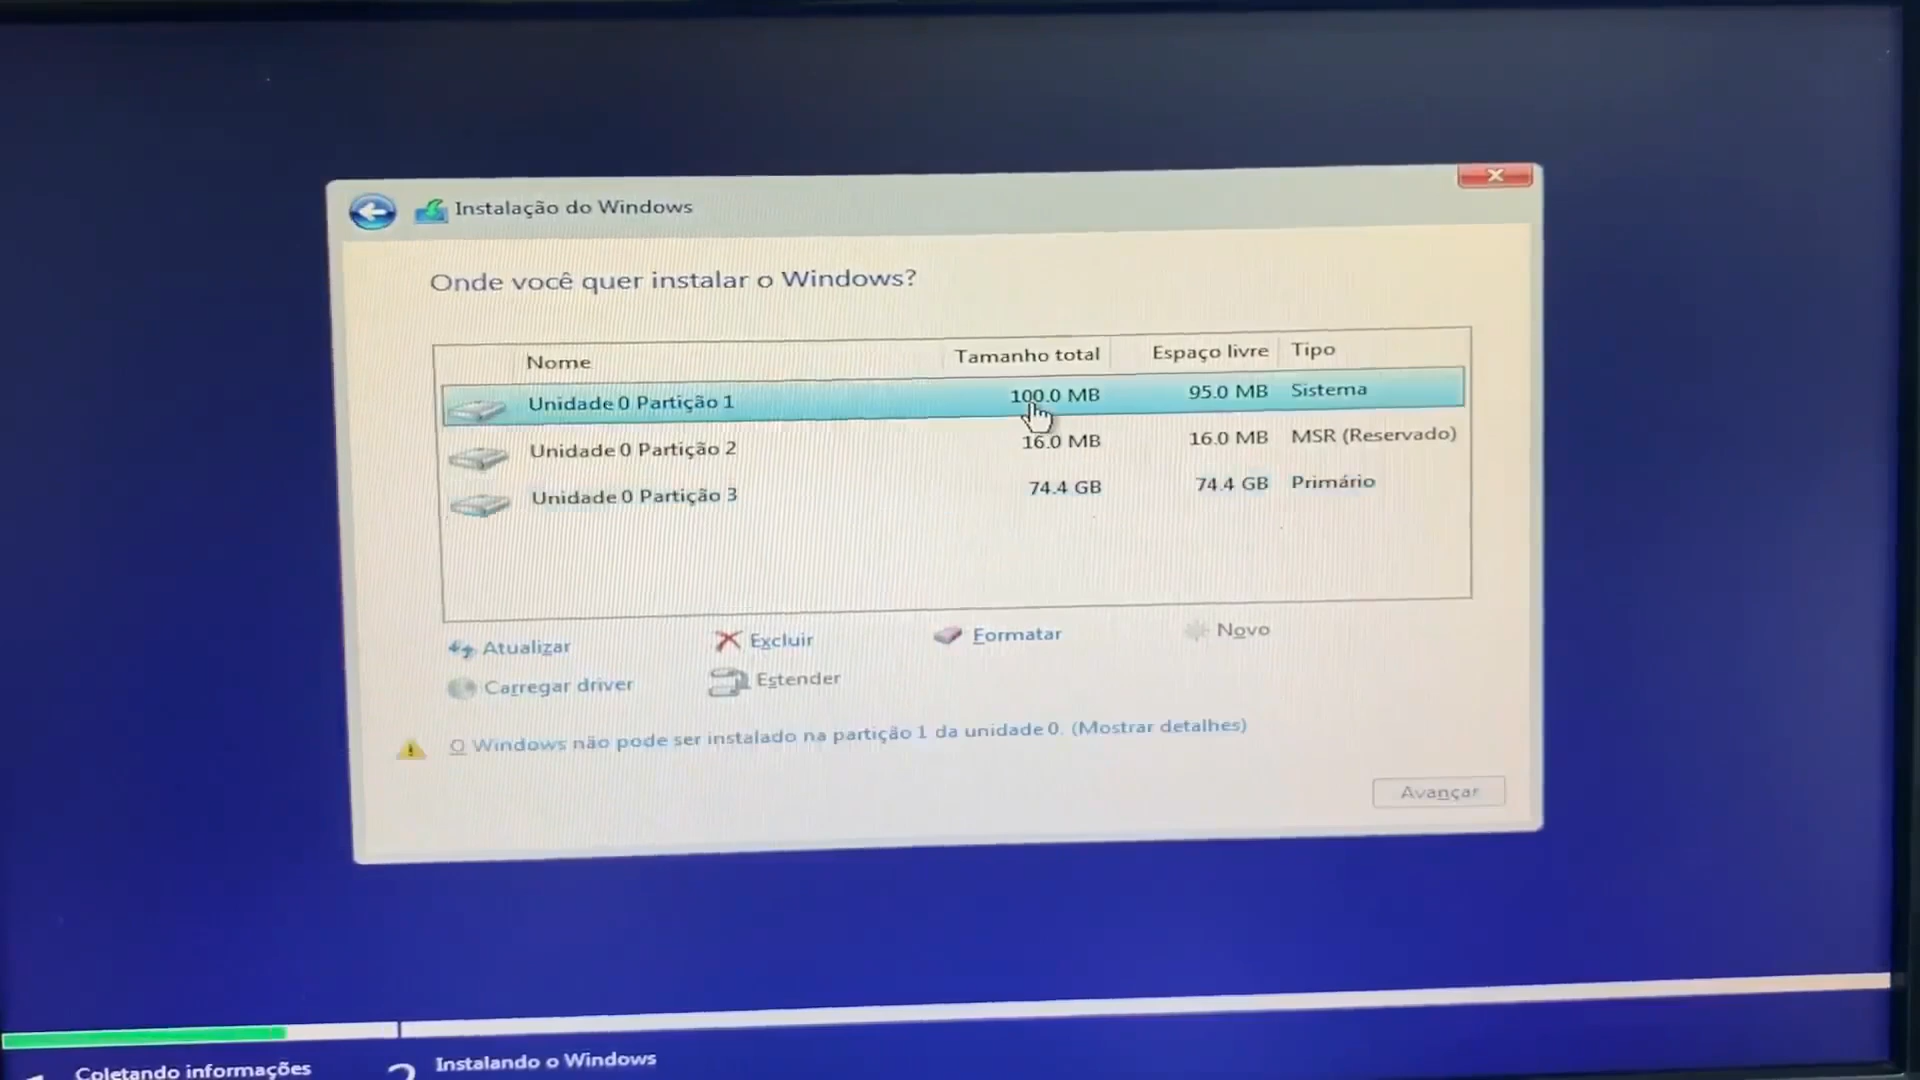 Instalação do Windows
Onde você quer instalar o Windows?
Nome Tamanho total Espaço livre Tipo
Unidade 0 Partição 1 100.0 MB 95.0 MB Sistema
Unidade 0 Partição 2 16.0 MB 16.0 MB MSR (Reservado)
Unidade 0 Partição 3 74.4 GB 74.4 GB Primário
Atualizar Excluir Formatar Novo
Carregar driver Estender
O Windows não pode ser instalado na partição 1 da unidade 0. (Mostrar detalhes)
Avançar
Coletando informações 2 Instalando o Windows